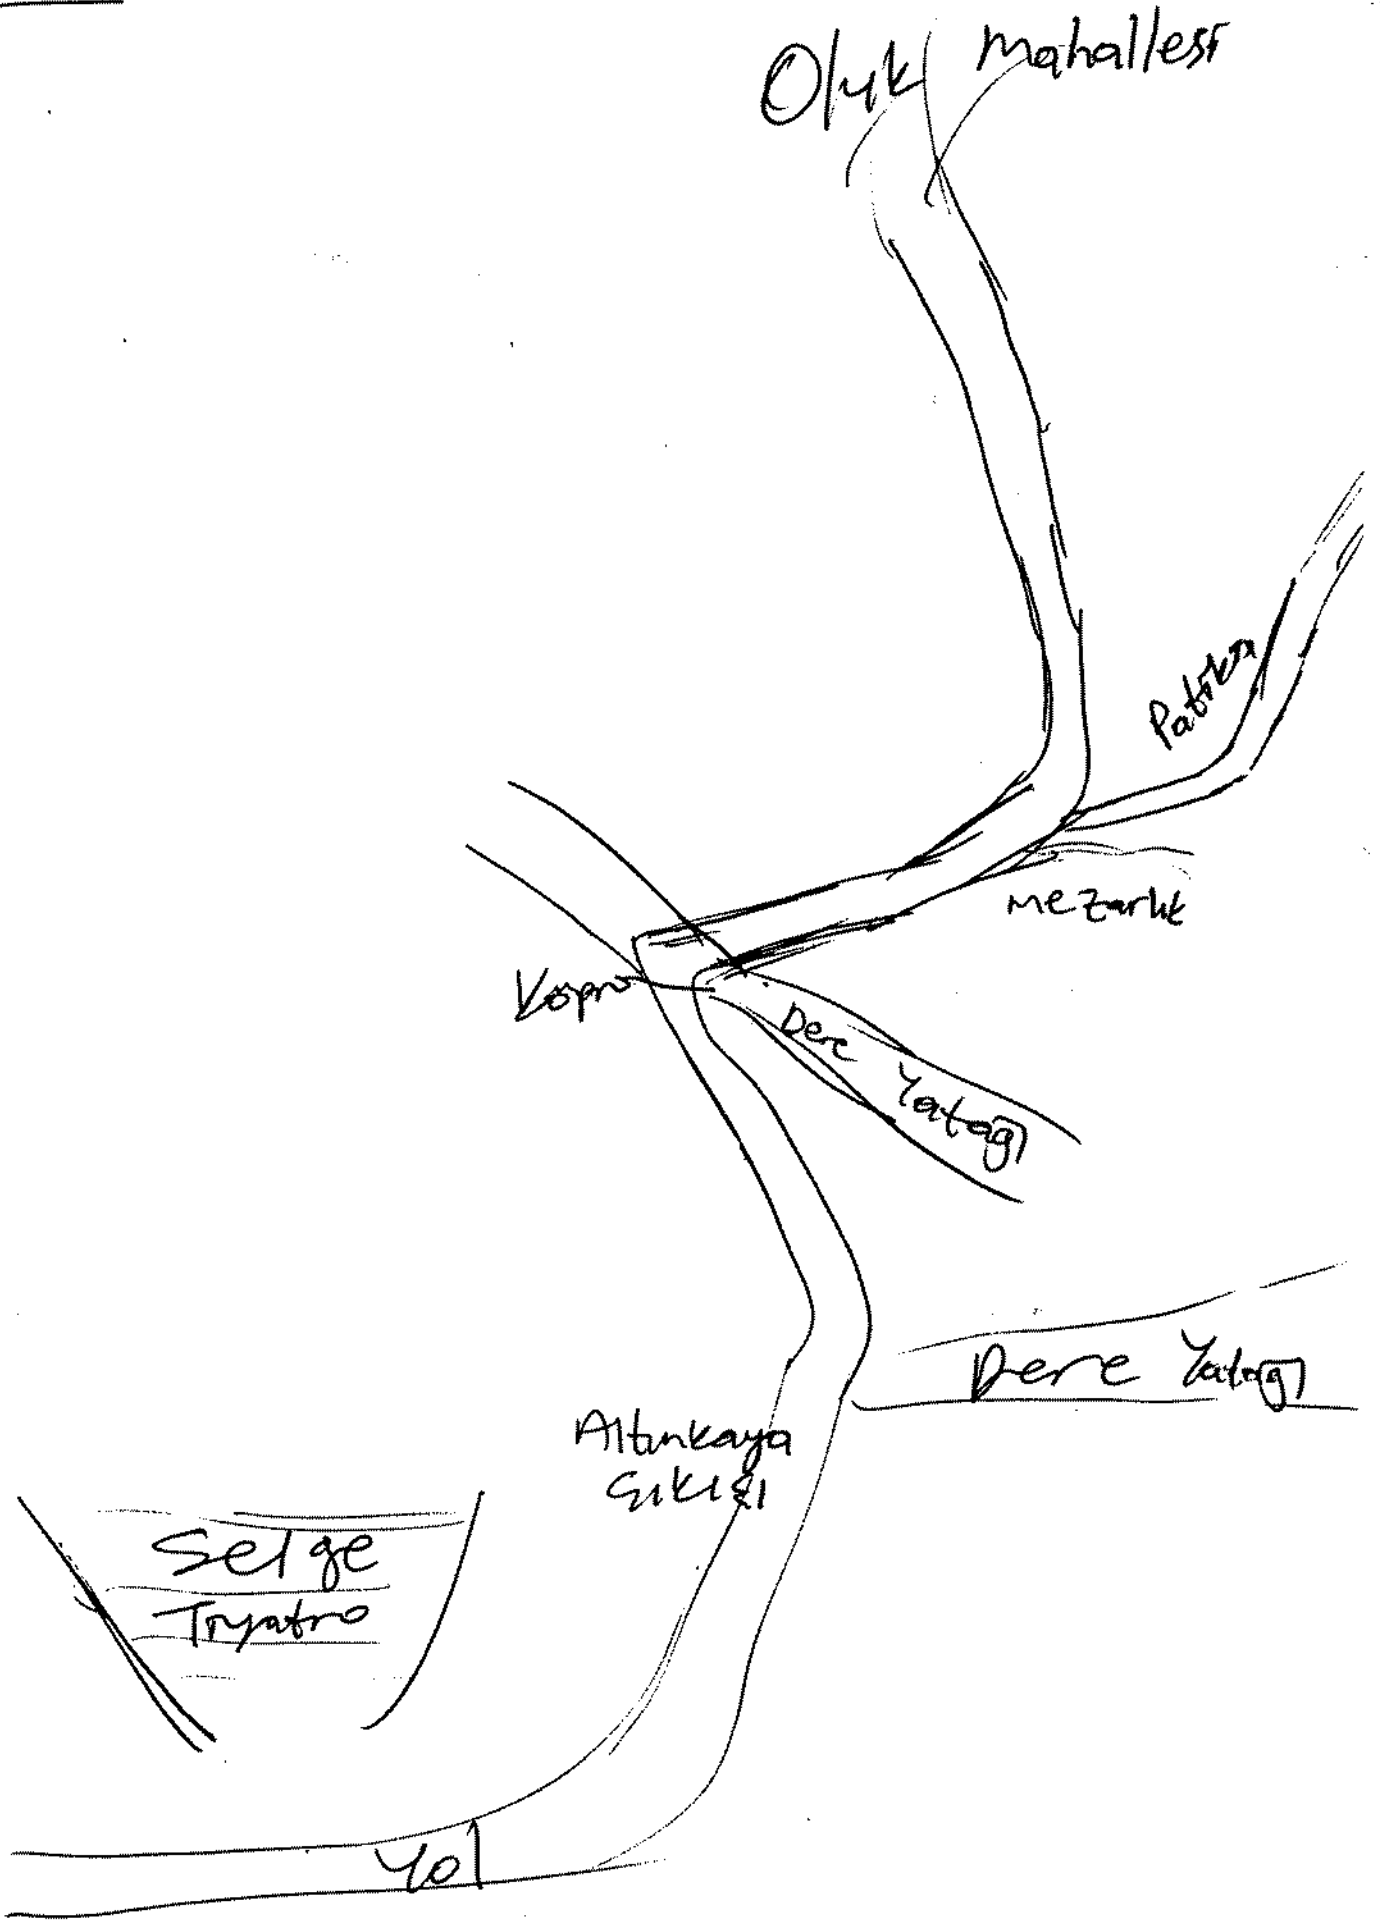 Oluk mahallesi
Patika
mezarlık
Köprü
Dere Yatağı
Dere Yatağı
Altınkaya
Çıkışı
Selge
Tiyatro
Yol